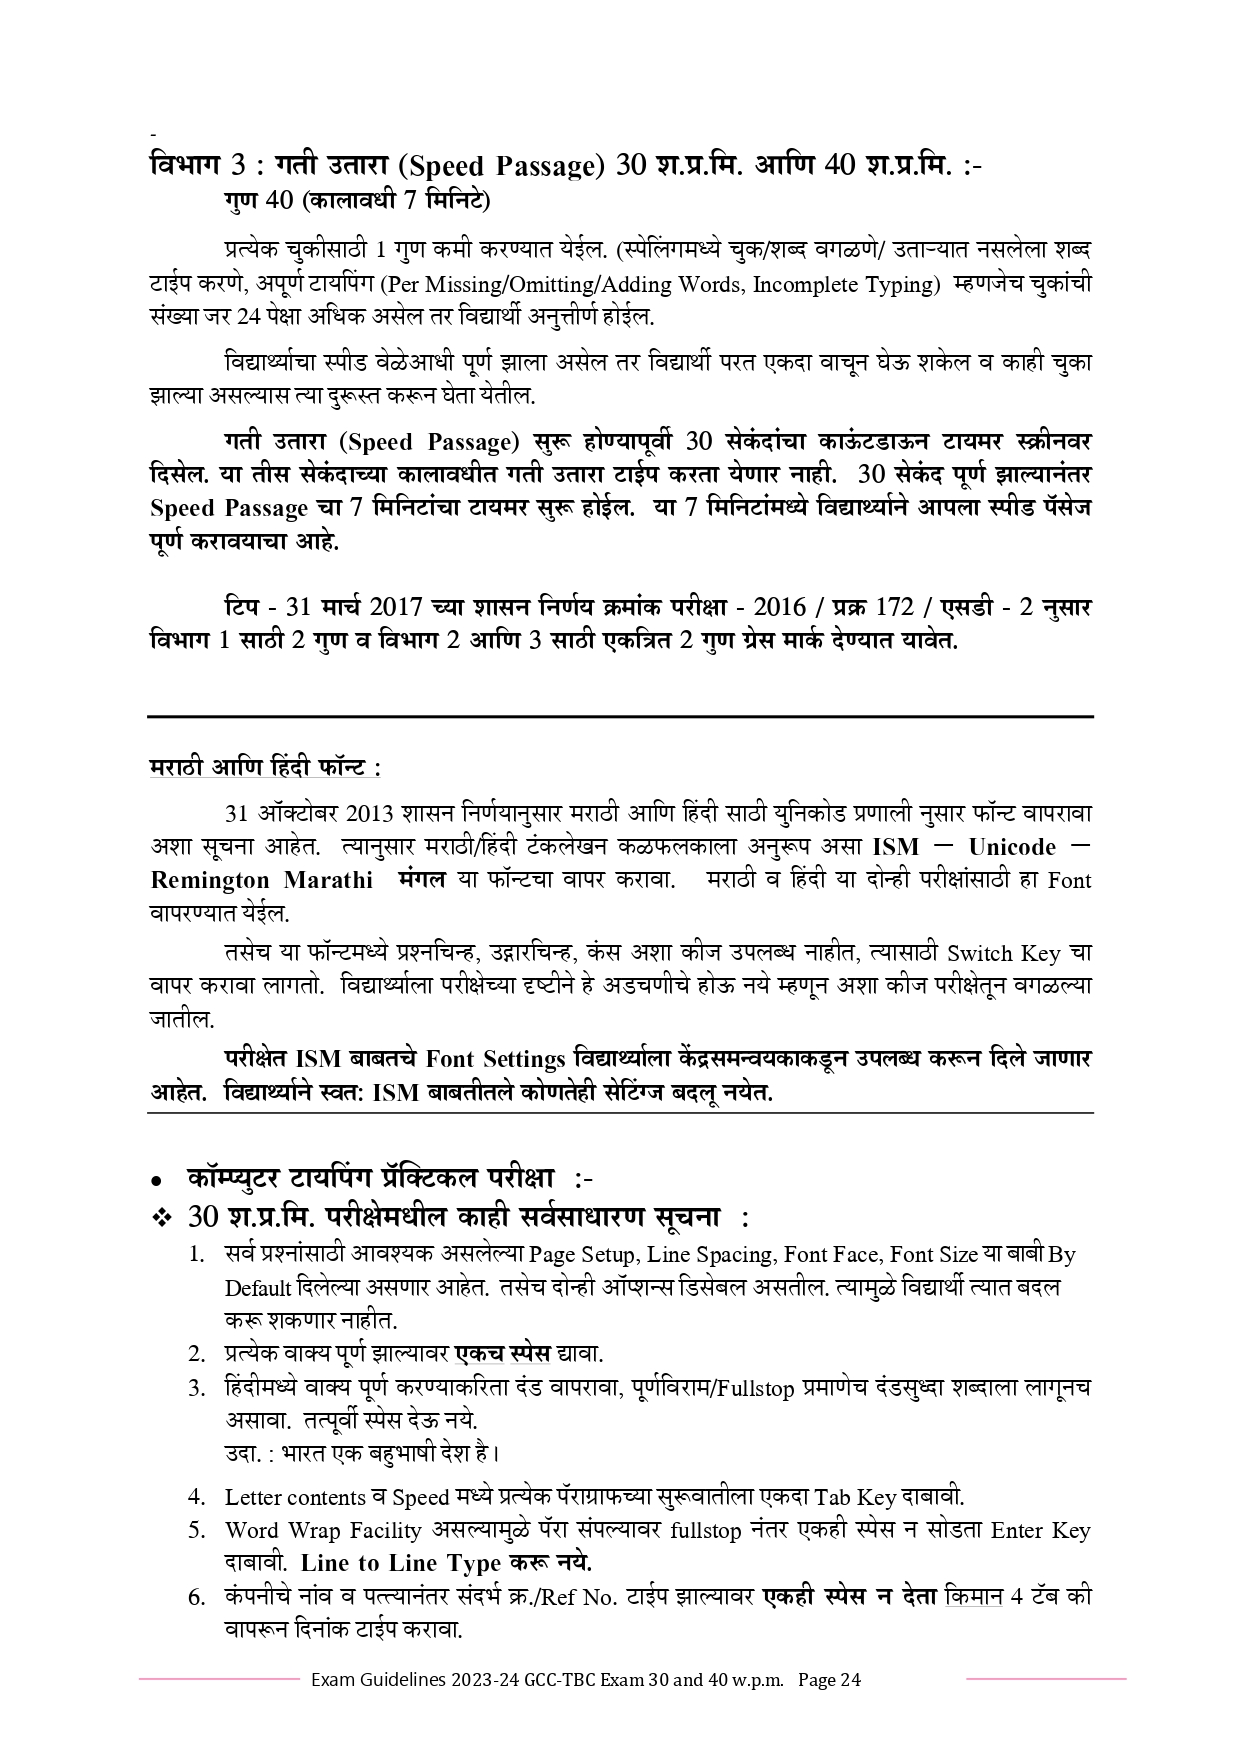 -
विभाग 3 : गती उतारा (Speed Passage) 30 श.प्र.मि. आणि 40 श.प्र.मि. :-
गुण 40 (कालावधी 7 मिनिटे)
प्रत्येक चुकीसाठी 1 गुण कमी करण्यात येईल. (स्पेलिंगमध्ये चुक/शब्द वगळणे/ उताऱ्यात नसलेला शब्द
टाईप करणे, अपूर्ण टायपिंग (Per Missing/Omitting/Adding Words, Incomplete Typing) म्हणजेच चुकांची
संख्या जर 24 पेक्षा अधिक असेल तर विद्यार्थी अनुत्तीर्ण होईल.
विद्यार्थ्याचा स्पीड वेळेआधी पूर्ण झाला असेल तर विद्यार्थी परत एकदा वाचून घेऊ शकेल व काही चुका
झाल्या असल्यास त्या दुरूस्त करून घेता येतील.
गती उतारा (Speed Passage) सुरू होण्यापूर्वी 30 सेकंदांचा काऊंटडाऊन टायमर स्क्रीनवर
दिसेल. या तीस सेकंदाच्या कालावधीत गती उतारा टाईप करता येणार नाही. 30 सेकंद पूर्ण झाल्यानंतर
Speed Passage चा 7 मिनिटांचा टायमर सुरू होईल. या 7 मिनिटांमध्ये विद्यार्थ्याने आपला स्पीड पॅसेज
पूर्ण करावयाचा आहे.
टिप - 31 मार्च 2017 च्या शासन निर्णय क्रमांक परीक्षा - 2016 / प्रक्र 172 / एसडी - 2 नुसार
विभाग 1 साठी 2 गुण व विभाग 2 आणि 3 साठी एकत्रित 2 गुण ग्रेस मार्क देण्यात यावेत.
मराठी आणि हिंदी फॉन्ट :
31 ऑक्टोबर 2013 शासन निर्णयानुसार मराठी आणि हिंदी साठी युनिकोड प्रणाली नुसार फॉन्ट वापरावा
अशा सूचना आहेत. त्यानुसार मराठी/हिंदी टंकलेखन कळफलकाला अनुरूप असा ISM – Unicode –
Remington Marathi मंगल या फॉन्टचा वापर करावा. मराठी व हिंदी या दोन्ही परीक्षांसाठी हा Font
वापरण्यात येईल.
तसेच या फॉन्टमध्ये प्रश्नचिन्ह, उद्गारचिन्ह, कंस अशा कीज उपलब्ध नाहीत, त्यासाठी Switch Key चा
वापर करावा लागतो. विद्यार्थ्याला परीक्षेच्या दृष्टीने हे अडचणीचे होऊ नये म्हणून अशा कीज परीक्षेतून वगळल्या
जातील.
परीक्षेत ISM बाबतचे Font Settings विद्यार्थ्याला केंद्रसमन्वयकाकडून उपलब्ध करून दिले जाणार
आहेत. विद्यार्थ्याने स्वत: ISM बाबतीतले कोणतेही सेटिंग्ज बदलू नयेत.
• कॉम्प्युटर टायपिंग प्रॅक्टिकल परीक्षा :-
❖ 30 श.प्र.मि. परीक्षेमधील काही सर्वसाधारण सूचना :
1. सर्व प्रश्नांसाठी आवश्यक असलेल्या Page Setup, Line Spacing, Font Face, Font Size या बाबी By
Default दिलेल्या असणार आहेत. तसेच दोन्ही ऑप्शन्स डिसेबल असतील. त्यामुळे विद्यार्थी त्यात बदल
करू शकणार नाहीत.
2. प्रत्येक वाक्य पूर्ण झाल्यावर एकच स्पेस द्यावा.
3. हिंदीमध्ये वाक्य पूर्ण करण्याकरिता दंड वापरावा, पूर्णविराम/Fullstop प्रमाणेच दंडसुध्दा शब्दाला लागूनच
असावा. तत्पूर्वी स्पेस देऊ नये.
उदा. : भारत एक बहुभाषी देश है।
4. Letter contents व Speed मध्ये प्रत्येक पॅराग्राफच्या सुरूवातीला एकदा Tab Key दाबावी.
5. Word Wrap Facility असल्यामुळे पॅरा संपल्यावर fullstop नंतर एकही स्पेस न सोडता Enter Key
दाबावी. Line to Line Type करू नये.
6. कंपनीचे नांव व पत्त्यानंतर संदर्भ क्र./Ref No. टाईप झाल्यावर एकही स्पेस न देता किमान 4 टॅब की
वापरून दिनांक टाईप करावा.
Exam Guidelines 2023-24 GCC-TBC Exam 30 and 40 w.p.m. Page 24